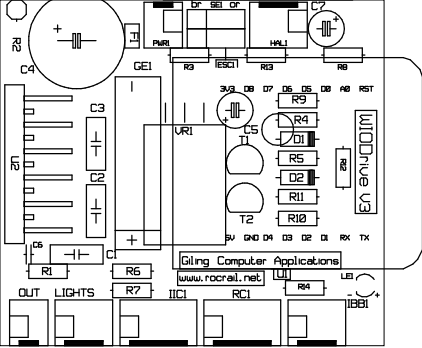 br SE1 or
C7
R2
F1
PWR1
HAL1
C4
GE1
R3
ESC1
R13
R8
3V3 D8 D7 D6 D5 D0 A0 RST
R9
C3
R4
VR1
C5
D1
T1
WIODrive v3
U2
R5
R2
C2
D2
R11
T2
R10
5V GND D4 D3 D2 D1 RX TX
C6
C1
Giling Computer Applications
R1
R6
www.rocrail.net
U1
LE1
R7
R14
OUT LIGHTS
IIC1
RC1
IBB1